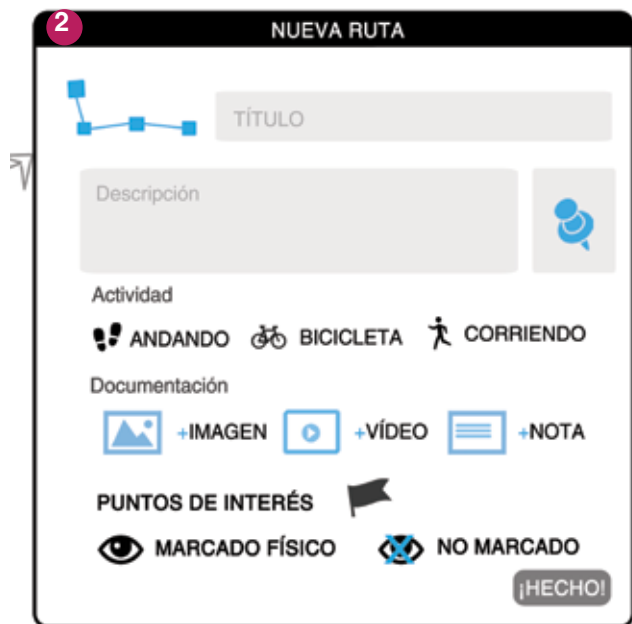 2
NUEVA RUTA
TÍTULO
Descripción
Actividad
ANDANDO BICICLETA CORRIENDO
Documentación
+IMAGEN +VÍDEO +NOTA
PUNTOS DE INTERÉS
MARCADO FÍSICO NO MARCADO
¡HECHO!